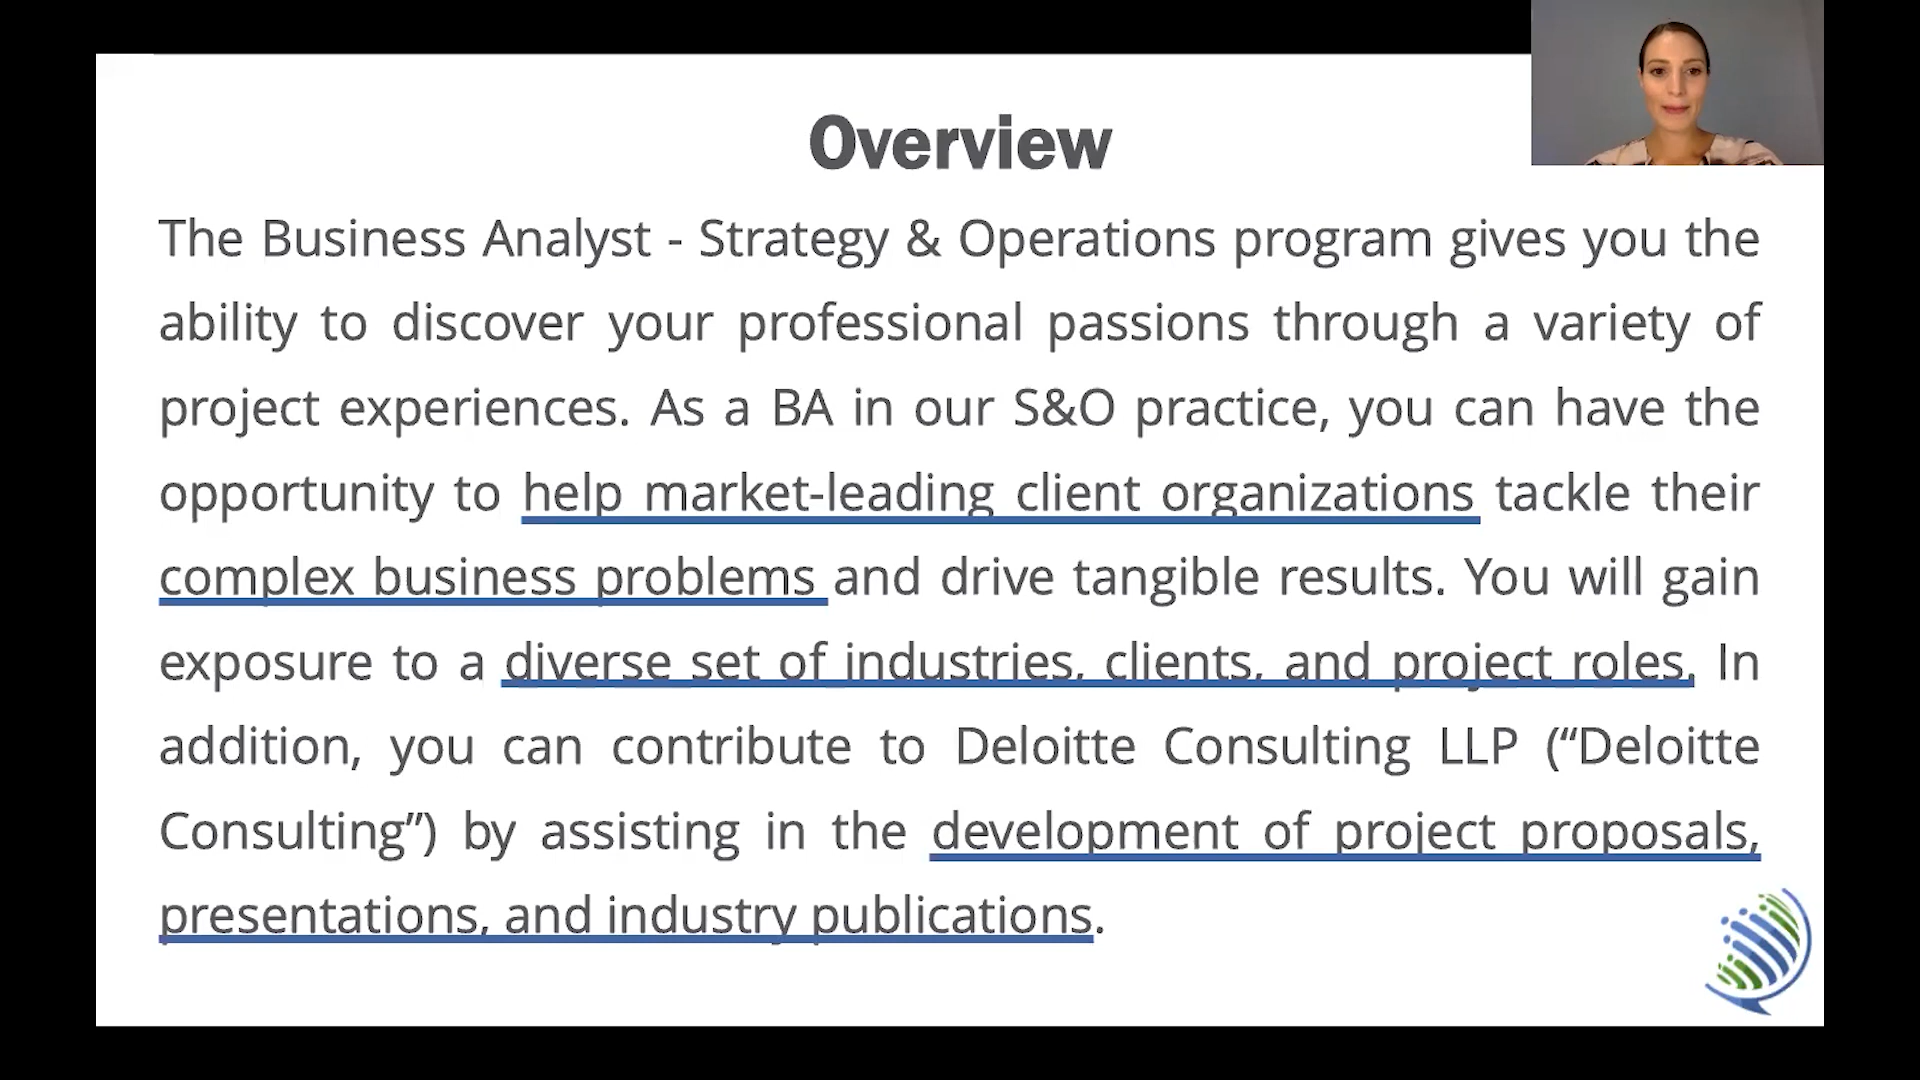 Overview
The Business Analyst - Strategy & Operations program gives you the
ability to discover your professional passions through a variety of
project experiences. As a BA in our S&O practice, you can have the
opportunity to help market-leading client organizations tackle their
complex business problems and drive tangible results. You will gain
exposure to a diverse set of industries, clients, and project roles. In
addition, you can contribute to Deloitte Consulting LLP (“Deloitte
Consulting”) by assisting in the development of project proposals,
presentations, and industry publications.